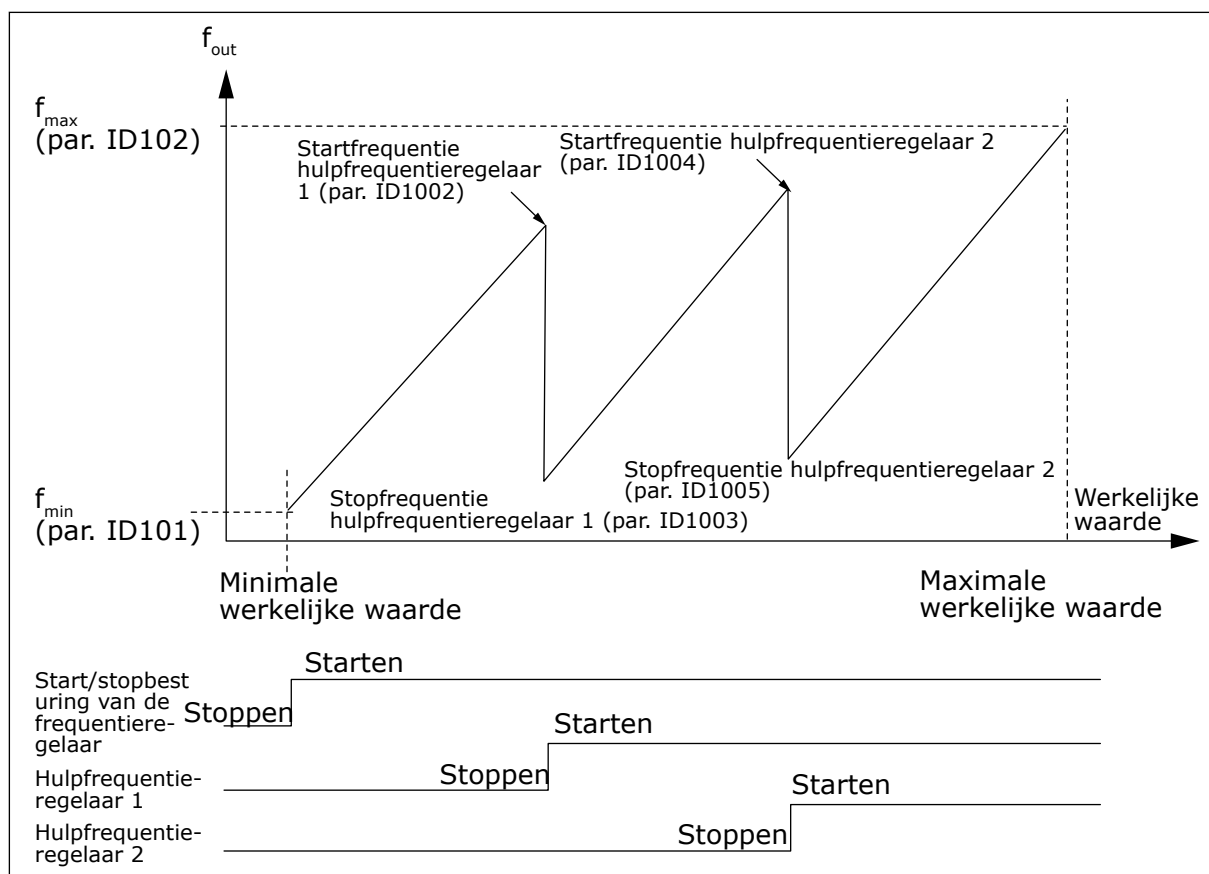 f_out
f_max
(par. ID102)
Startfrequentie
hulpfrequentieregelaar
1 (par. ID1002)
Startfrequentie hulpfrequentieregelaar 2
(par. ID1004)
f_min
(par. ID101)
Stopfrequentie
hulpfrequentieregelaar 1 (par. ID1003)
Stopfrequentie hulpfrequentieregelaar 2
(par. ID1005)
Werkelijke
waarde
Minimale
werkelijke waarde
Maximale
werkelijke waarde
Start/stopbest
uring van de
frequentiere-
gelaar
Stoppen
Starten
Hulpfrequentie-
regelaar 1
Stoppen
Starten
Hulpfrequentie-
regelaar 2
Stoppen
Starten